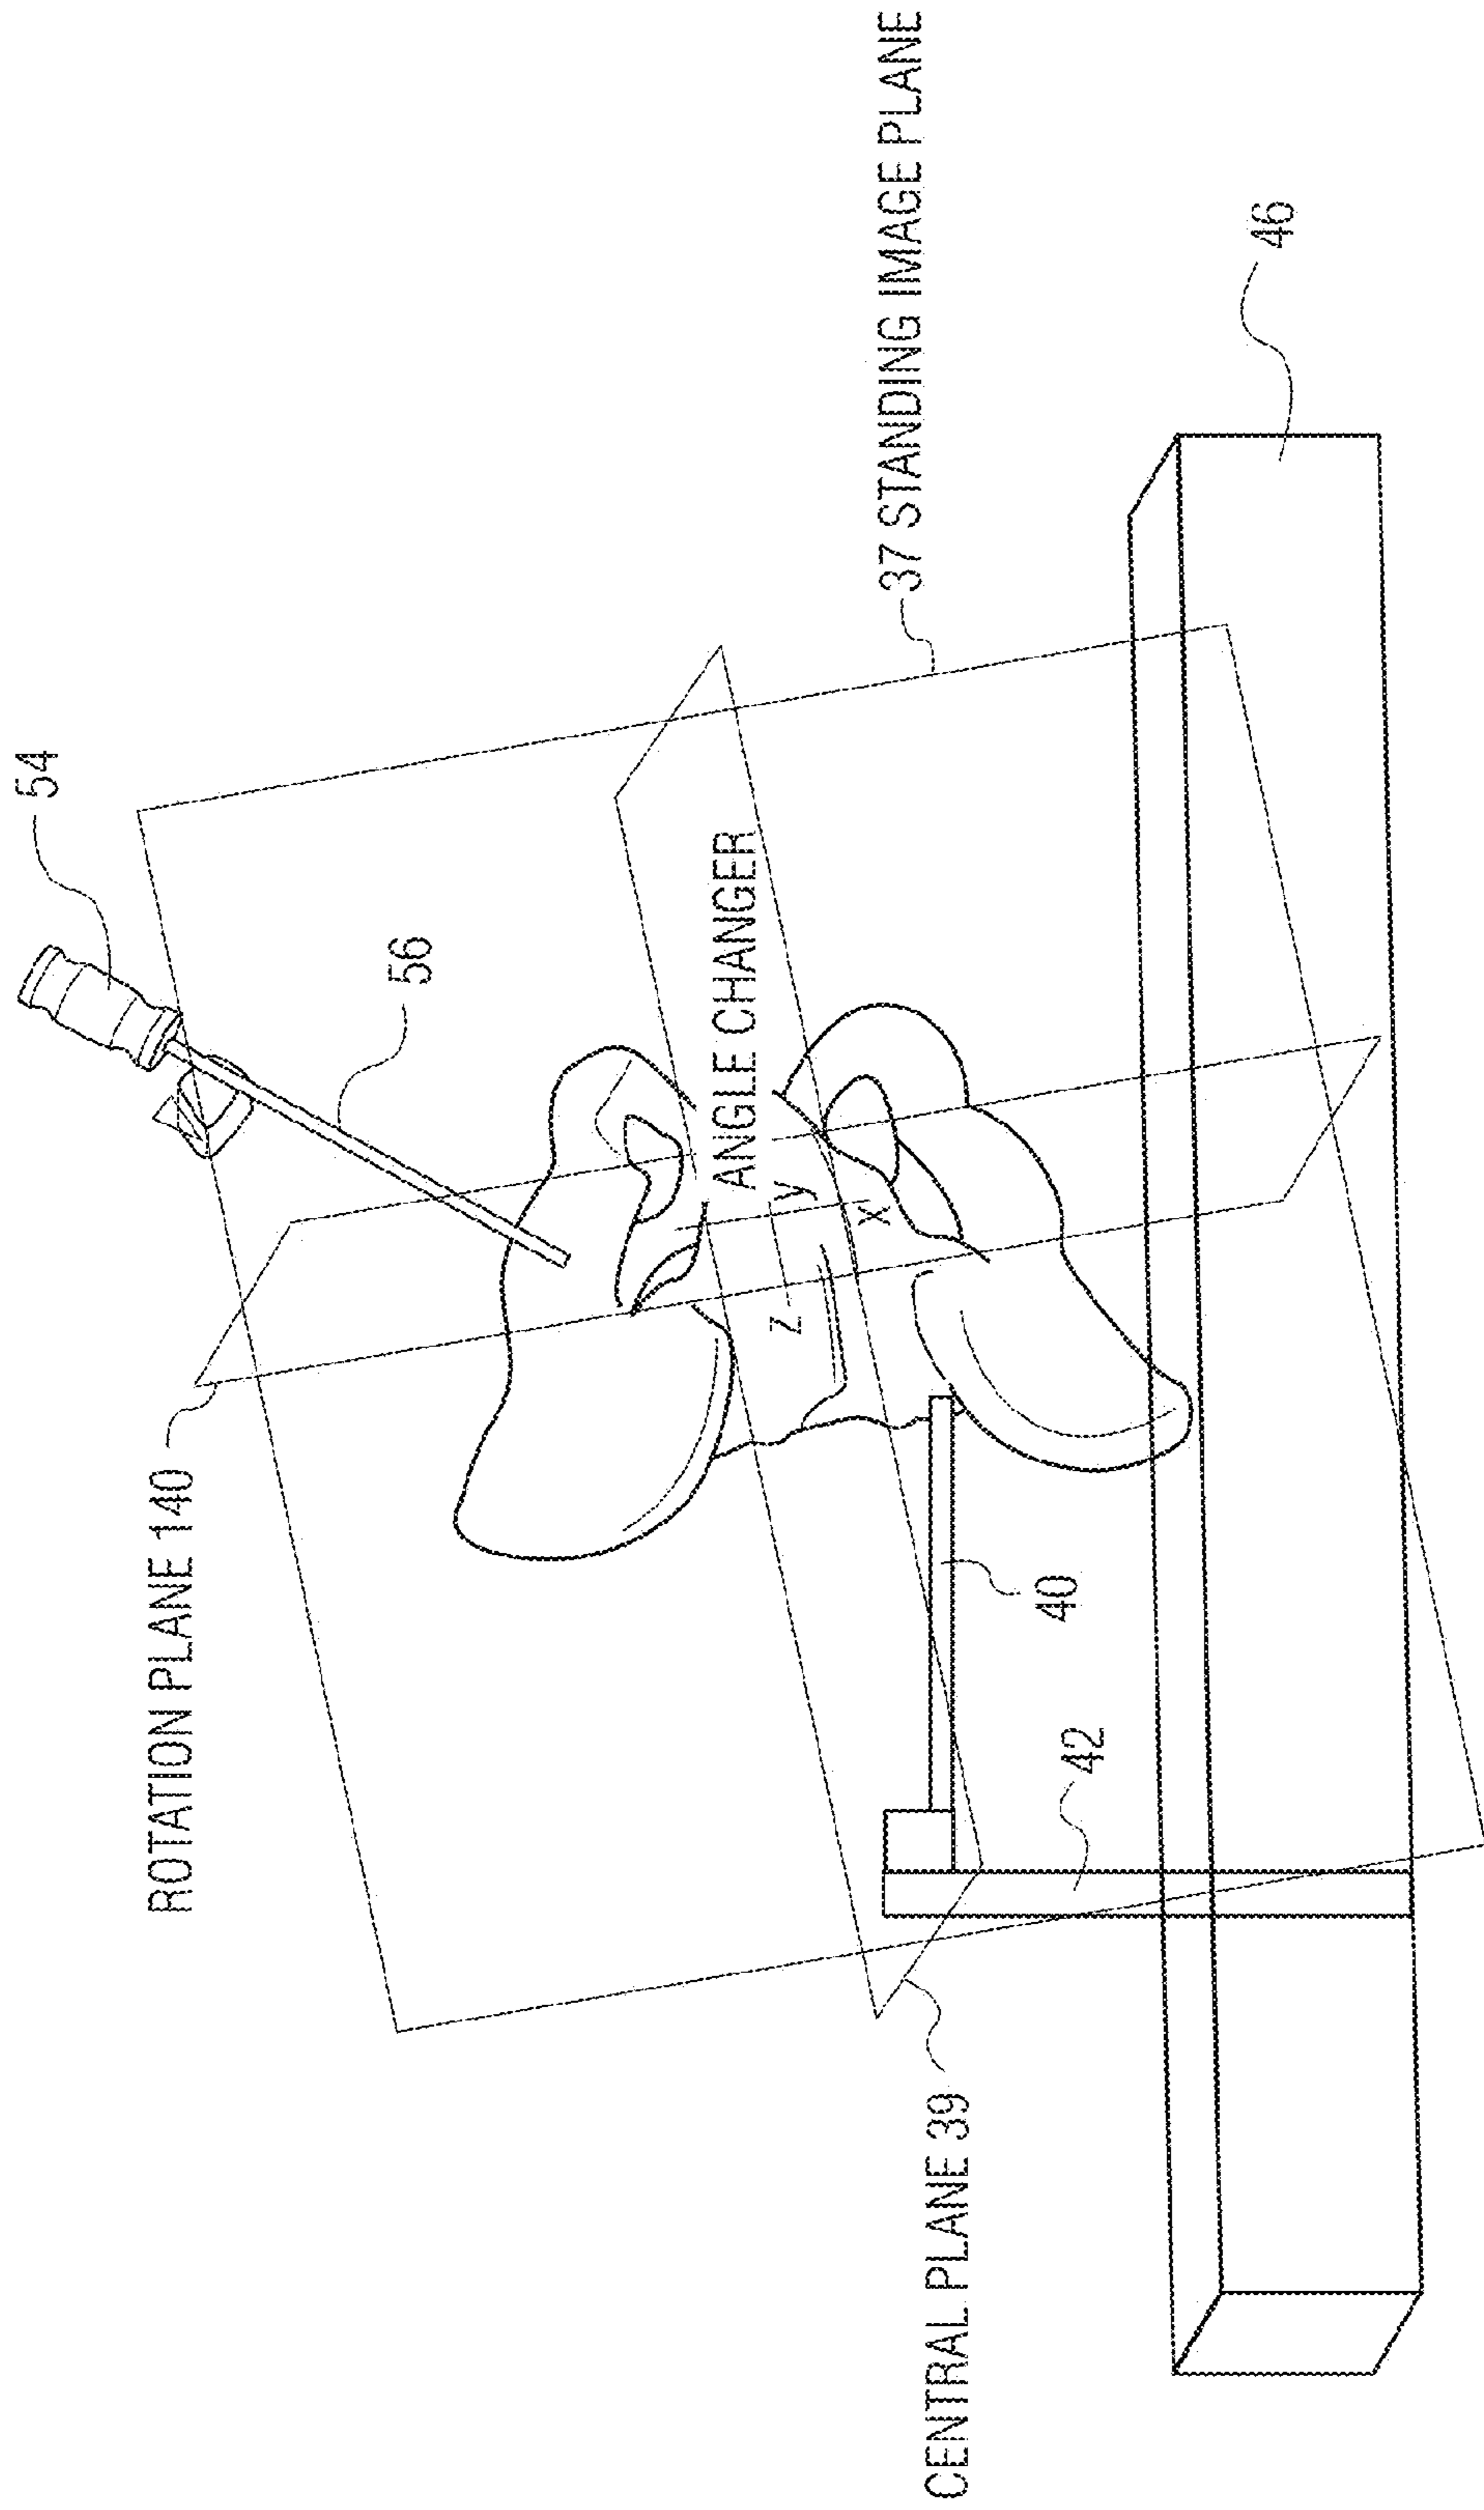 54
56
ROTATION PLANE 140
37 STANDING IMAGE PLANE
ANGLE CHANGER
y
x
z
46
40
42
CENTRAL PLANE 39